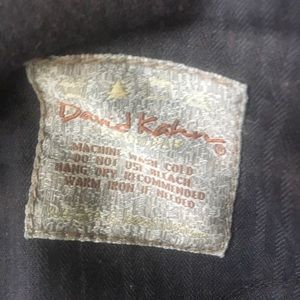 David Kahn®
MACHINE WASH COLD
DO NOT USE BLEACH
HANG DRY RECOMMENDED
WARM IRON IF NEEDED